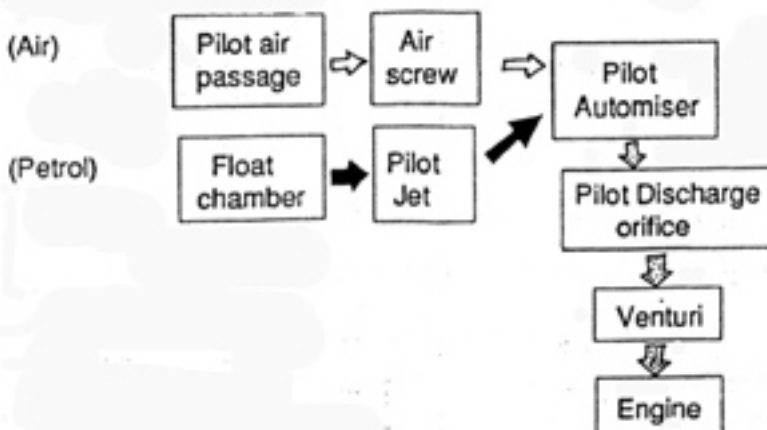 (Air)
Pilot air
passage
Air
screw
Pilot
Automiser
(Petrol)
Float
chamber
Pilot
Jet
Pilot Discharge
orifice
Venturi
Engine